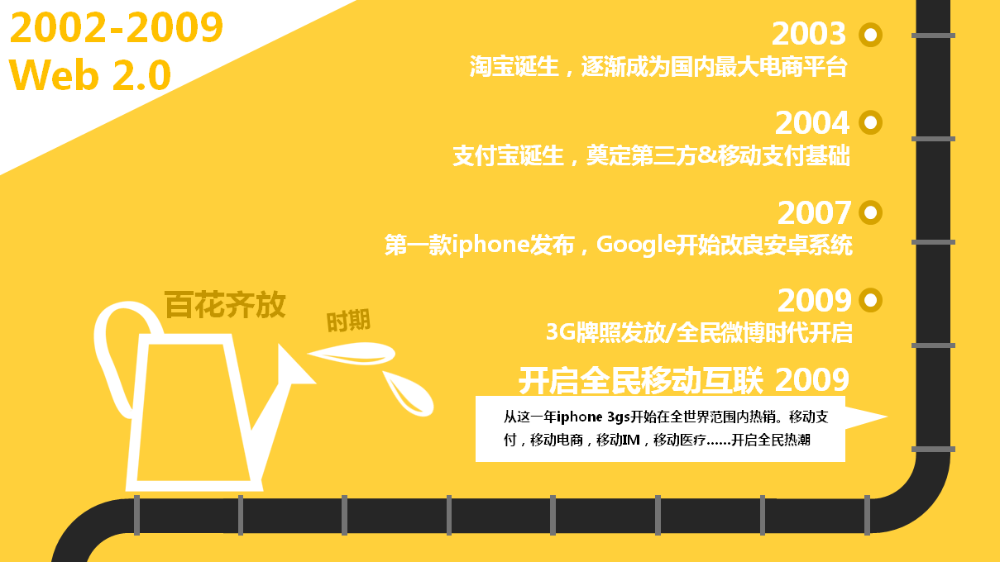 2002-2009
Web 2.0
2003
淘宝诞生，逐渐成为国内最大电商平台
2004
支付宝诞生，奠定第三方&移动支付基础
2007
第一款iphone发布，Google开始改良安卓系统
2009
3G牌照发放/全民微博时代开启
百花齐放
时期
开启全民移动互联 2009
从这一年iphone 3gs开始在全世界范围内热销。移动支
付，移动电商，移动IM，移动医疗……开启全民热潮